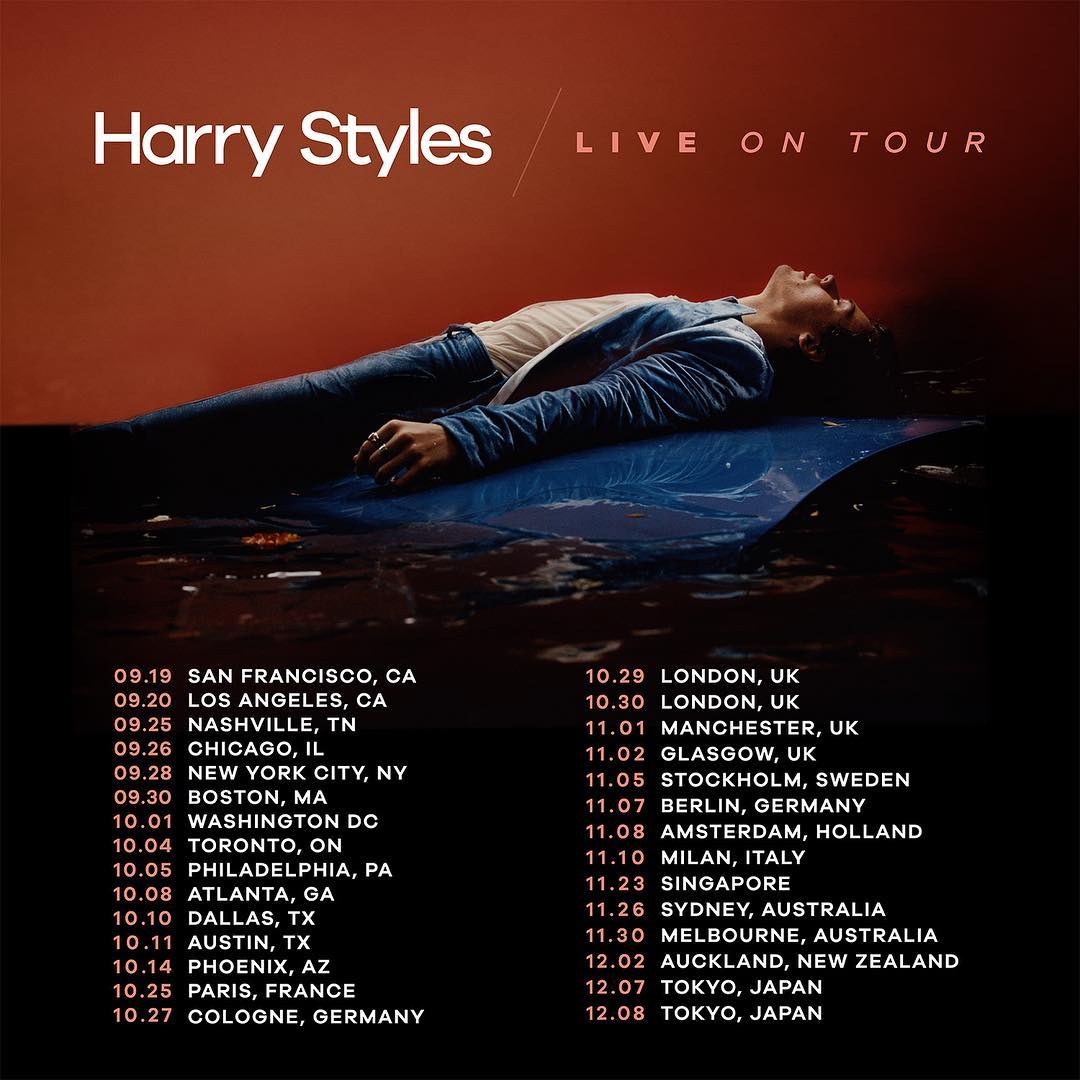 Harry Styles / LIVE ON TOUR
09.19 SAN FRANCISCO, CA
09.20 LOS ANGELES, CA
09.25 NASHVILLE, TN
09.26 CHICAGO, IL
09.28 NEW YORK CITY, NY
09.30 BOSTON, MA
10.01 WASHINGTON DC
10.04 TORONTO, ON
10.05 PHILADELPHIA, PA
10.08 ATLANTA, GA
10.10 DALLAS, TX
10.11 AUSTIN, TX
10.14 PHOENIX, AZ
10.25 PARIS, FRANCE
10.27 COLOGNE, GERMANY
10.29 LONDON, UK
10.30 LONDON, UK
11.01 MANCHESTER, UK
11.02 GLASGOW, UK
11.05 STOCKHOLM, SWEDEN
11.07 BERLIN, GERMANY
11.08 AMSTERDAM, HOLLAND
11.10 MILAN, ITALY
11.23 SINGAPORE
11.26 SYDNEY, AUSTRALIA
11.30 MELBOURNE, AUSTRALIA
12.02 AUCKLAND, NEW ZEALAND
12.07 TOKYO, JAPAN
12.08 TOKYO, JAPAN